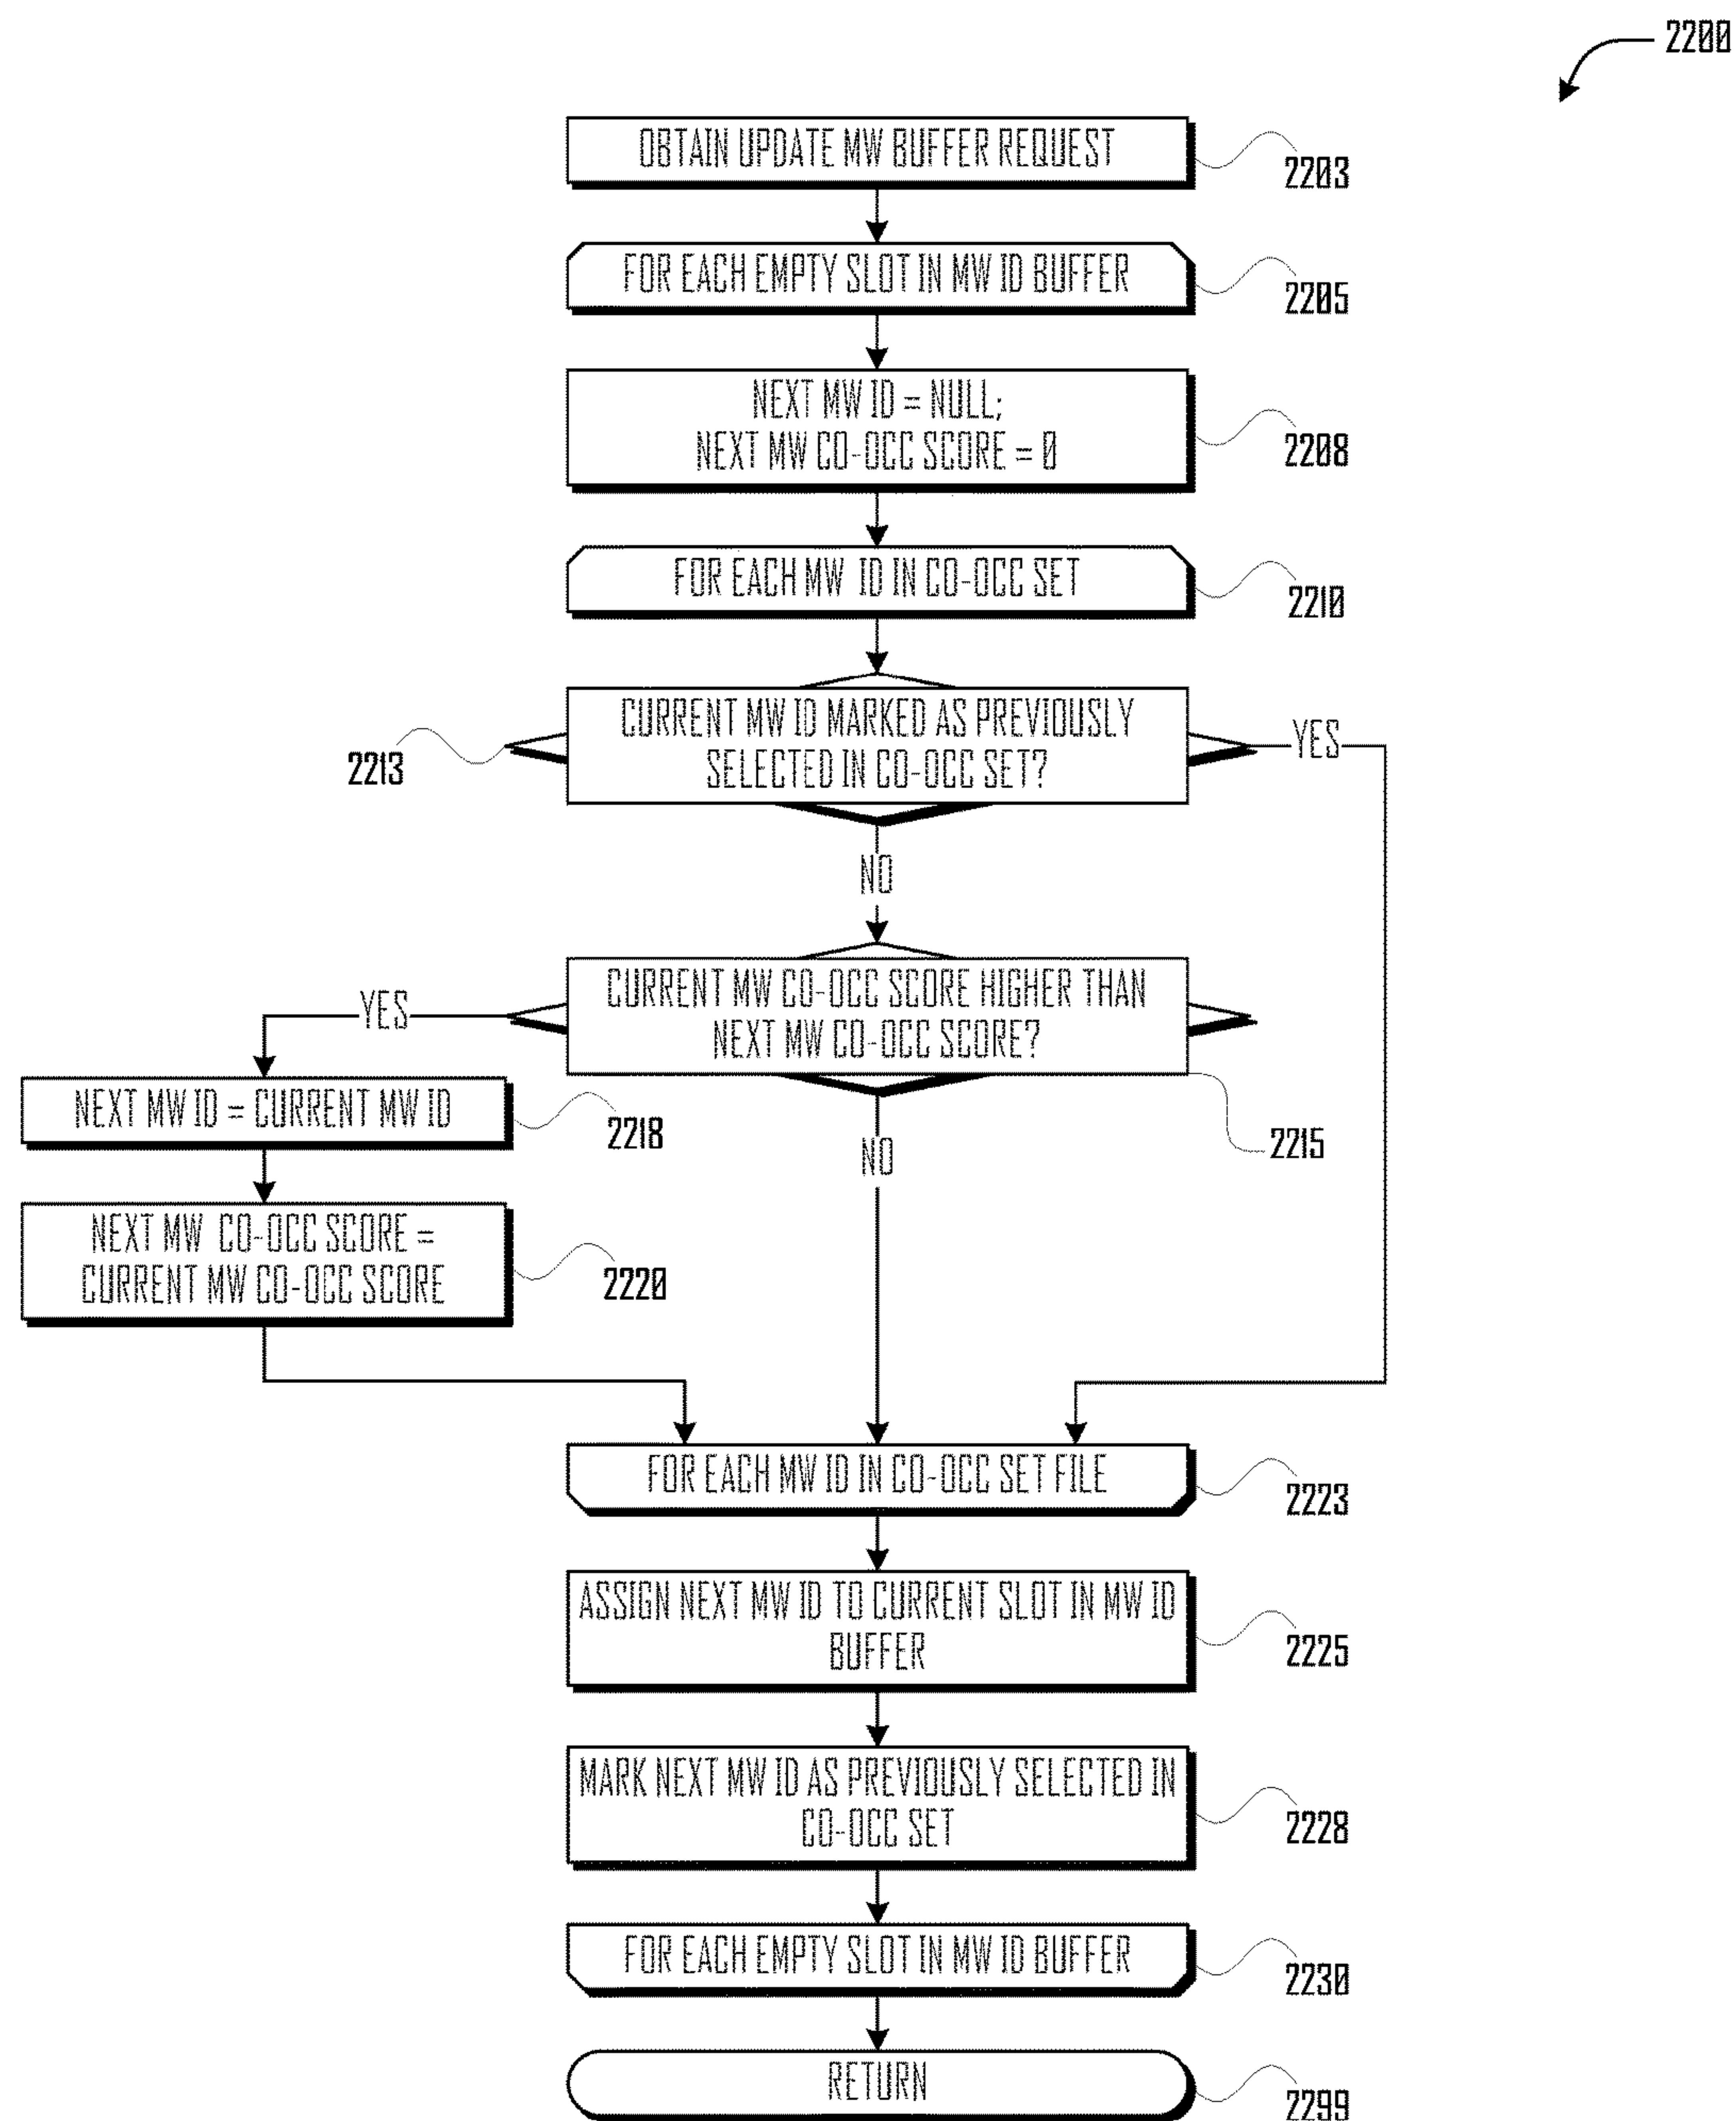 2200
OBTAIN UPDATE MW BUFFER REQUEST
2203
FOR EACH EMPTY SLOT IN MW ID BUFFER
2205
NEXT MW ID = NULL;
NEXT MW CO-OCC SCORE = 0
2208
FOR EACH MW ID IN CO-OCC SET
2210
CURRENT MW ID MARKED AS PREVIOUSLY
SELECTED IN CO-OCC SET?
2213
YES
NO
CURRENT MW CO-OCC SCORE HIGHER THAN
NEXT MW CO-OCC SCORE?
2215
YES
NO
NEXT MW ID = CURRENT MW ID
2218
NEXT MW CO-OCC SCORE =
CURRENT MW CO-OCC SCORE
2220
FOR EACH MW ID IN CO-OCC SET FILE
2223
ASSIGN NEXT MW ID TO CURRENT SLOT IN MW ID
BUFFER
2225
MARK NEXT MW ID AS PREVIOUSLY SELECTED IN
CO-OCC SET
2228
FOR EACH EMPTY SLOT IN MW ID BUFFER
2230
RETURN
2299